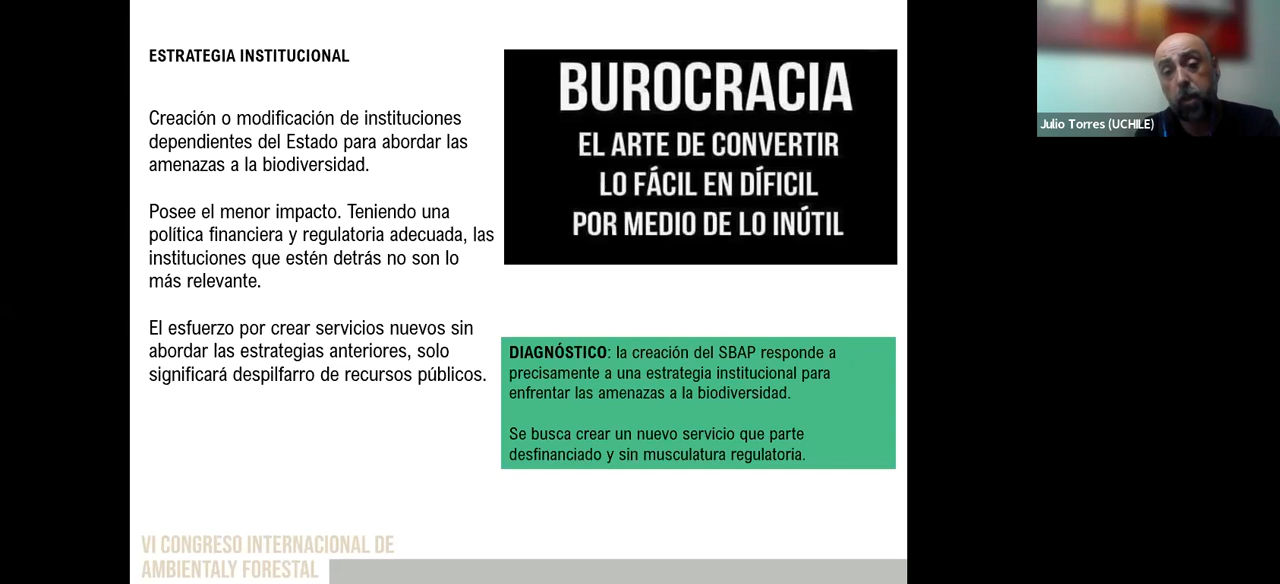 ESTRATEGIA INSTITUCIONAL
Creación o modificación de instituciones
dependientes del Estado para abordar las
amenazas a la biodiversidad.
Posee el menor impacto. Teniendo una
política financiera y regulatoria adecuada, las
instituciones que estén detrás no son lo
más relevante.
El esfuerzo por crear servicios nuevos sin
abordar las estrategias anteriores, solo
significará despilfarro de recursos públicos.
BUROCRACIA
EL ARTE DE CONVERTIR
LO FÁCIL EN DÍFICIL
POR MEDIO DE LO INÚTIL
DIAGNÓSTICO: la creación del SBAP responde a
precisamente a una estrategia institucional para
enfrentar las amenazas a la biodiversidad.
Se busca crear un nuevo servicio que parte
desfinanciado y sin musculatura regulatoria.
VI CONGRESO INTERNACIONAL DE
AMBIENTALY FORESTAL
Julio Torres (UCHILE)